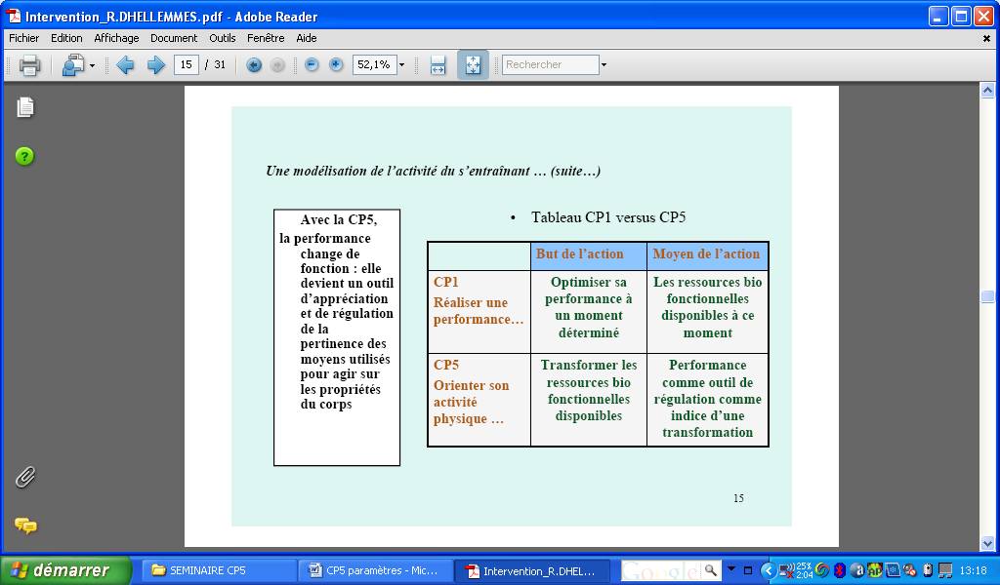 Intervention_R.DHELLEMMES.pdf - Adobe Reader
Fichier Edition Affichage Document Outils Fenêtre Aide
15 / 31 52,1% Rechercher
Une modélisation de l'activité du s'entraînant … (suite…)
Avec la CP5,
la performance
change de
fonction : elle
devient un outil
d'appréciation
et de régulation
de la
pertinence des
moyens utilisés
pour agir sur
les propriétés
du corps
• Tableau CP1 versus CP5
But de l'action Moyen de l'action
CP1
Réaliser une
performance…
Optimiser sa
performance à
un moment
déterminé
Les ressources bio
fonctionnelles
disponibles à ce
moment
CP5
Orienter son
activité
physique …
Transformer les
ressources bio
fonctionnelles
disponibles
Performance
comme outil de
régulation comme
indice d'une
transformation
15
démarrer SEMINAIRE CP5 CP5 paramètres - Mic... Intervention_R.DHEL... Google 25% 2:04 13:18